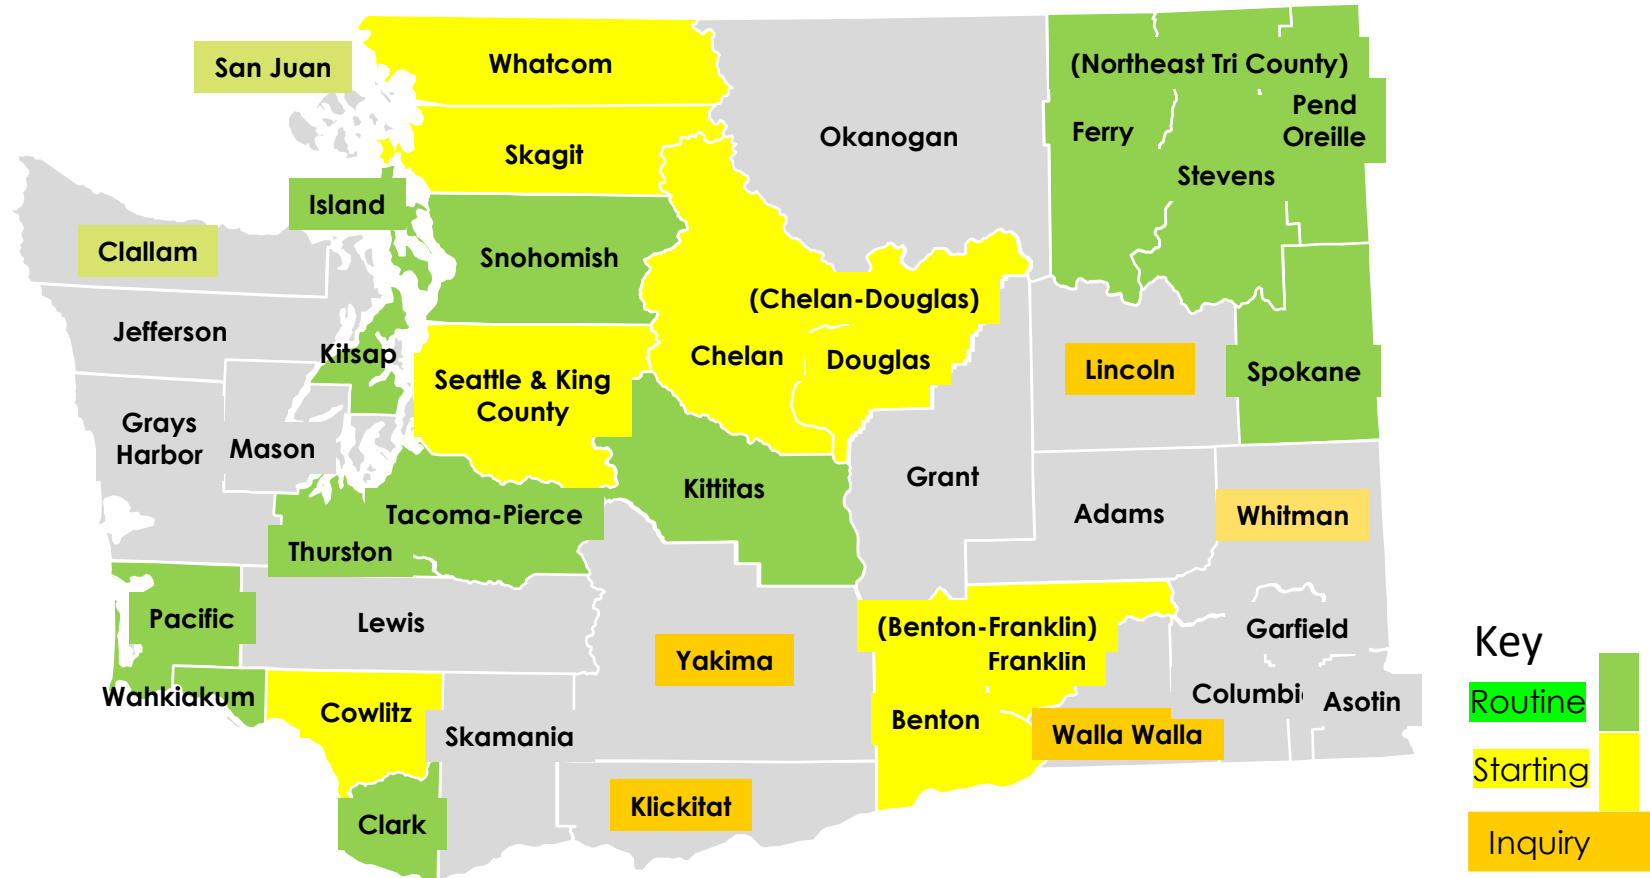 San Juan
Whatcom
(Northeast Tri County)
Pend
Oreille
Okanogan
Ferry
Skagit
Stevens
Island
Clallam
Snohomish
(Chelan-Douglas)
Jefferson
Kitsap
Chelan
Douglas
Lincoln
Spokane
Seattle & King
County
Grays
Harbor
Mason
Grant
Kittitas
Tacoma-Pierce
Adams
Whitman
Thurston
Pacific
Lewis
(Benton-Franklin)
Franklin
Garfield
Yakima
Wahkiakum
Cowlitz
Benton
Columbi
Asotin
Skamania
Walla Walla
Klickitat
Clark
Key
Routine
Starting
Inquiry